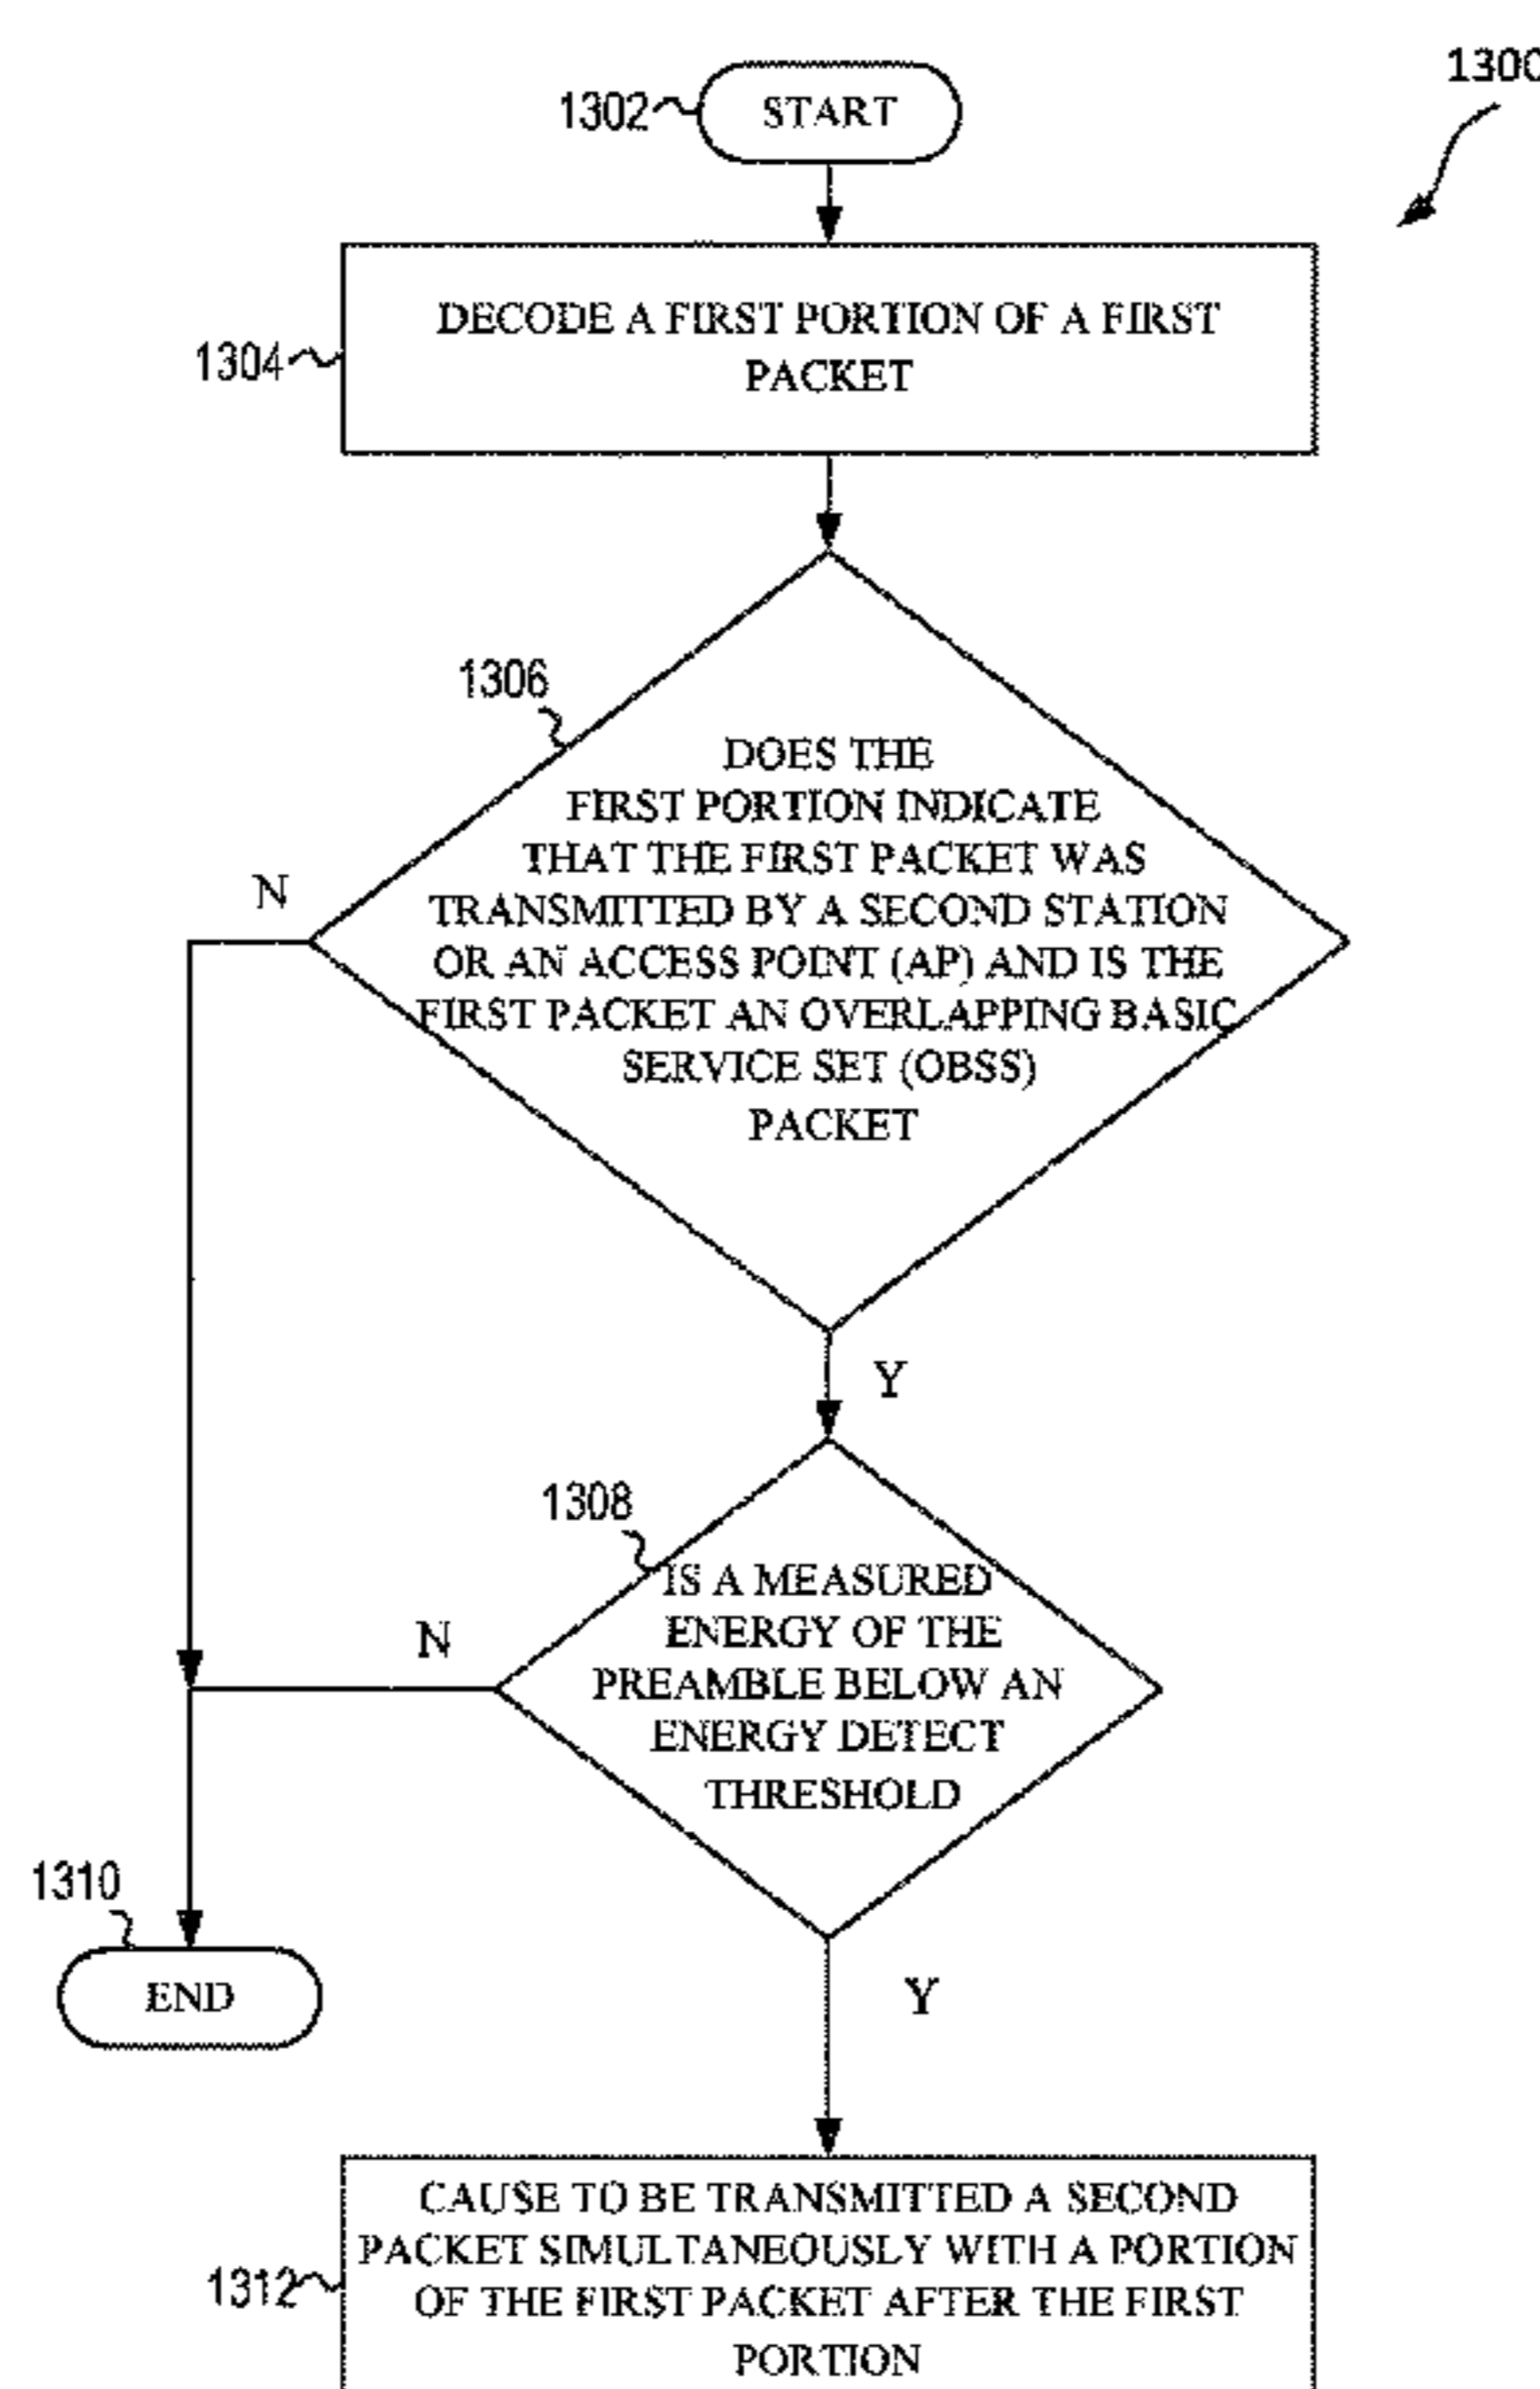 1300
1302
START
DECODE A FIRST PORTION OF A FIRST
PACKET
1304
1306
DOES THE
FIRST PORTION INDICATE
THAT THE FIRST PACKET WAS
TRANSMITTED BY A SECOND STATION
OR AN ACCESS POINT (AP) AND IS THE
FIRST PACKET AN OVERLAPPING BASIC
SERVICE SET (OBSS)
PACKET
N
Y
1308
IS A MEASURED
ENERGY OF THE
PREAMBLE BELOW AN
ENERGY DETECT
THRESHOLD
N
1310
END
Y
CAUSE TO BE TRANSMITTED A SECOND
PACKET SIMULTANEOUSLY WITH A PORTION
OF THE FIRST PACKET AFTER THE FIRST
PORTION
1312